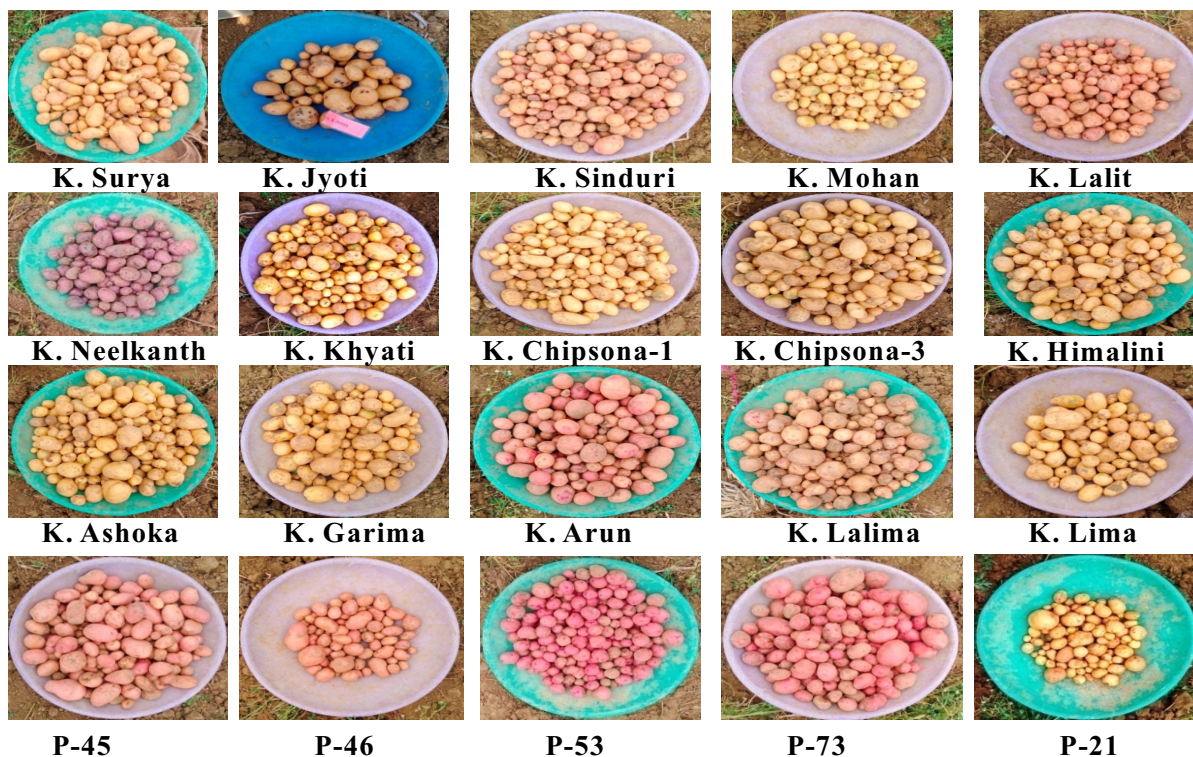 K. Surya K. Jyoti K. Sinduri K. Mohan K. Lalit
K. Neelkanth K. Khyati K. Chipsona-1 K. Chipsona-3 K. Himalini
K. Ashoka K. Garima K. Arun K. Lalima K. Lima
P-45 P-46 P-53 P-73 P-21